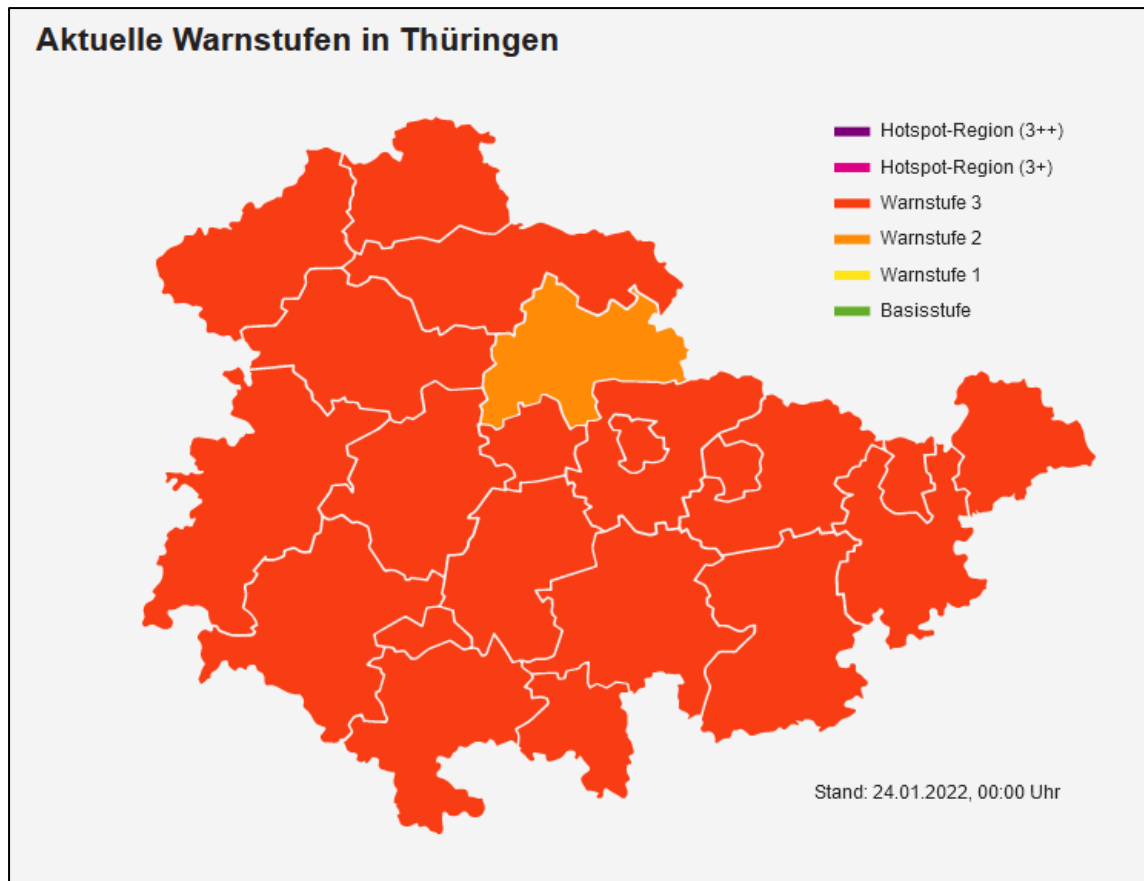 Aktuelle Warnstufen in Thüringen
Hotspot-Region (3++)
Hotspot-Region (3+)
Warnstufe 3
Warnstufe 2
Warnstufe 1
Basisstufe
Stand: 24.01.2022, 00:00 Uhr